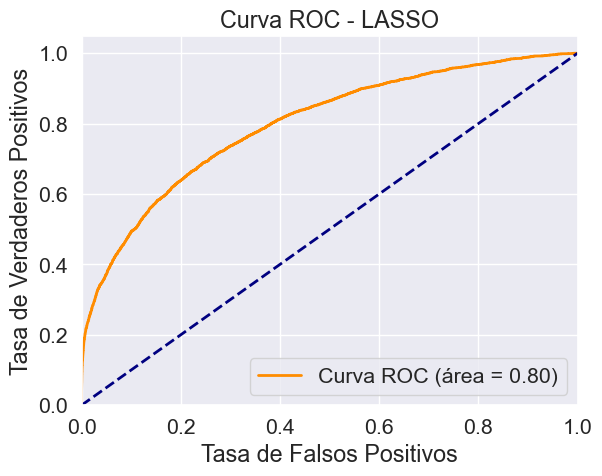 Curva ROC - LASSO
Tasa de Verdaderos Positivos
1.0
0.8
0.6
0.4
0.2
0.0
Curva ROC (área = 0.80)
0.0 0.2 0.4 0.6 0.8 1.0
Tasa de Falsos Positivos